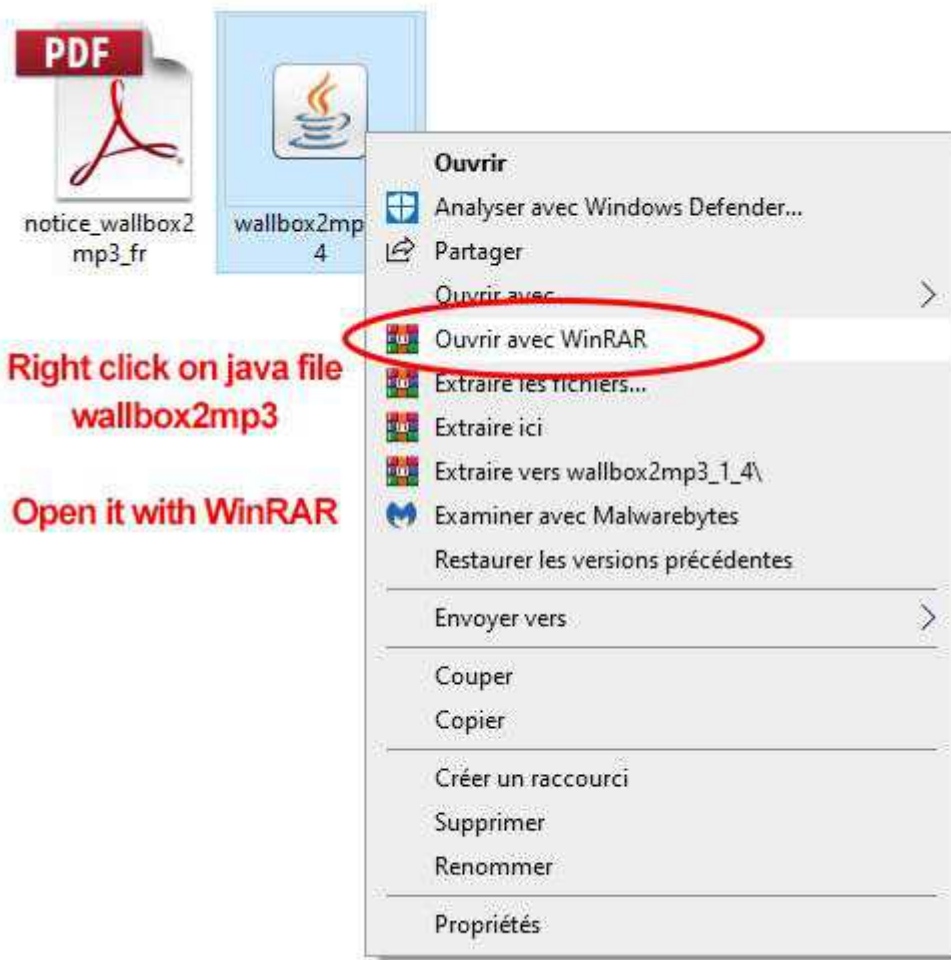 PDF
notice_wallbox2
mp3_fr
wallbox2mp
4
Right click on java file
wallbox2mp3
Open it with WinRAR
Ouvrir
Analyser avec Windows Defender...
Partager
Ouvrir avec
Ouvrir avec WinRAR
Extraire les fichiers...
Extraire ici
Extraire vers wallbox2mp3_1_4\
Examiner avec Malwarebytes
Restaurer les versions précédentes
Envoyer vers
Couper
Copier
Créer un raccourci
Supprimer
Renommer
Propriétés